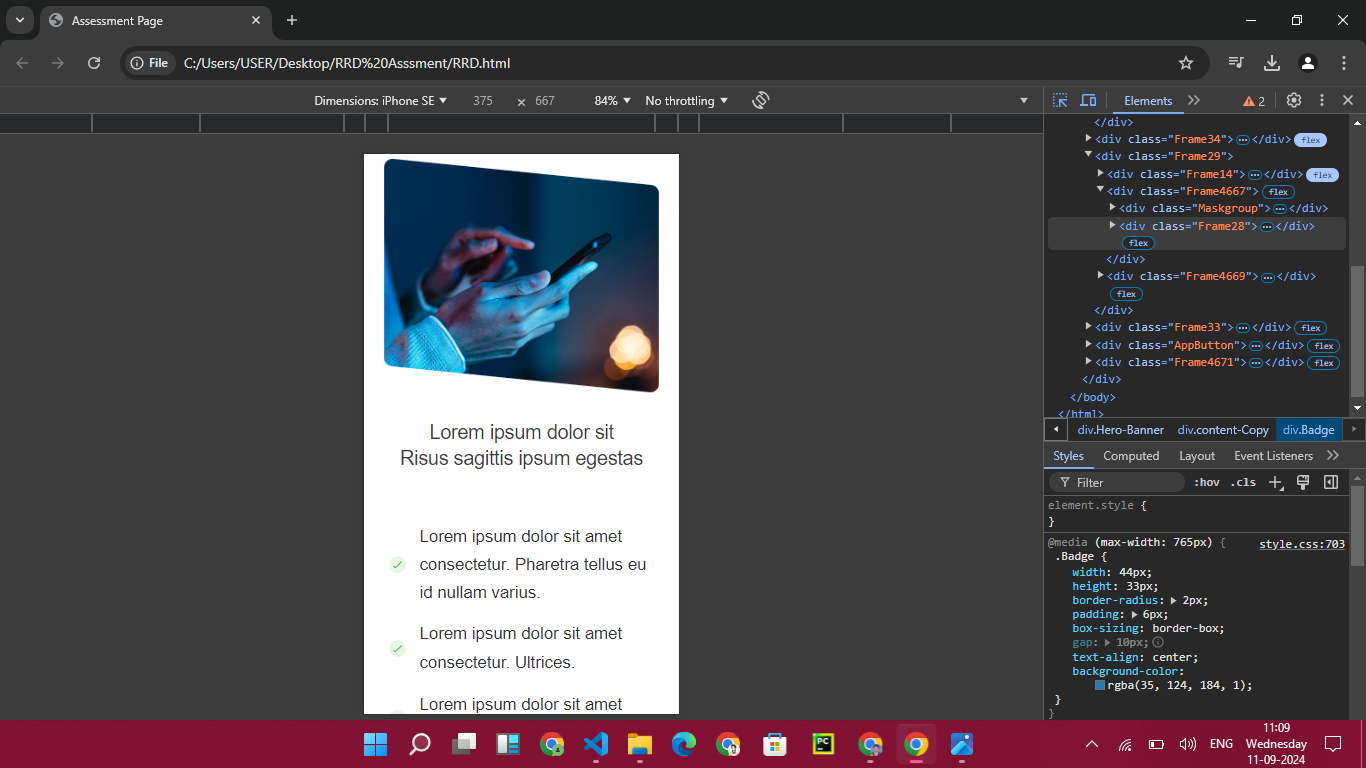 Assessment Page
File
C:/Users/USER/Desktop/RRD%20Asssment/RRD.html
Dimensions: iPhone SE 375 × 667 84% No throttling
Elements 2
</div>
<div class="Frame34"> </div> flex
<div class="Frame29">
<div class="Frame14"> </div> flex
<div class="Frame4667"> flex
<div class="Maskgroup"> </div>
<div class="Frame28"> </div>
flex
</div>
<div class="Frame4669"> </div>
flex
</div>
<div class="Frame33"> </div> flex
<div class="AppButton"> </div> flex
<div class="Frame4671"> </div> flex
</div>
</body>
</html>
div.Hero-Banner div.content-Copy div.Badge
Styles Computed Layout Event Listeners
Filter :hov .cls
element.style {
}
@media (max-width: 765px) { style.css:703
.Badge {
width: 44px;
height: 33px;
border-radius: 2px;
padding: 6px;
box-sizing: border-box;
gap: 10px;
text-align: center;
background-color:
rgba(35, 124, 184, 1);
}
}
Lorem ipsum dolor sit
Risus sagittis ipsum egestas
Lorem ipsum dolor sit amet
consectetur. Pharetra tellus eu
id nullam varius.
Lorem ipsum dolor sit amet
consectetur. Ultrices.
Lorem ipsum dolor sit amet
PC
ENG
11:09
Wednesday
11-09-2024